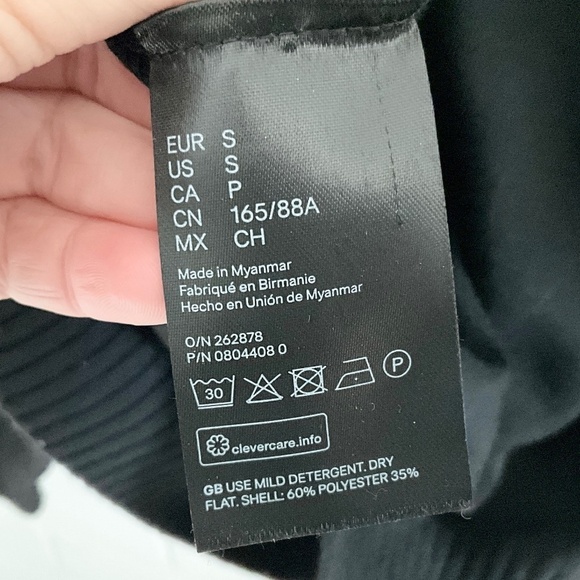 EUR S
US S
CA P
CN 165/88A
MX CH
Made in Myanmar
Fabriqué en Birmanie
Hecho en Unión de Myanmar
O/N 262878
P/N 0804408 0
30 P
clevercare.info
GB USE MILD DETERGENT. DRY
FLAT. SHELL: 60% POLYESTER 35%